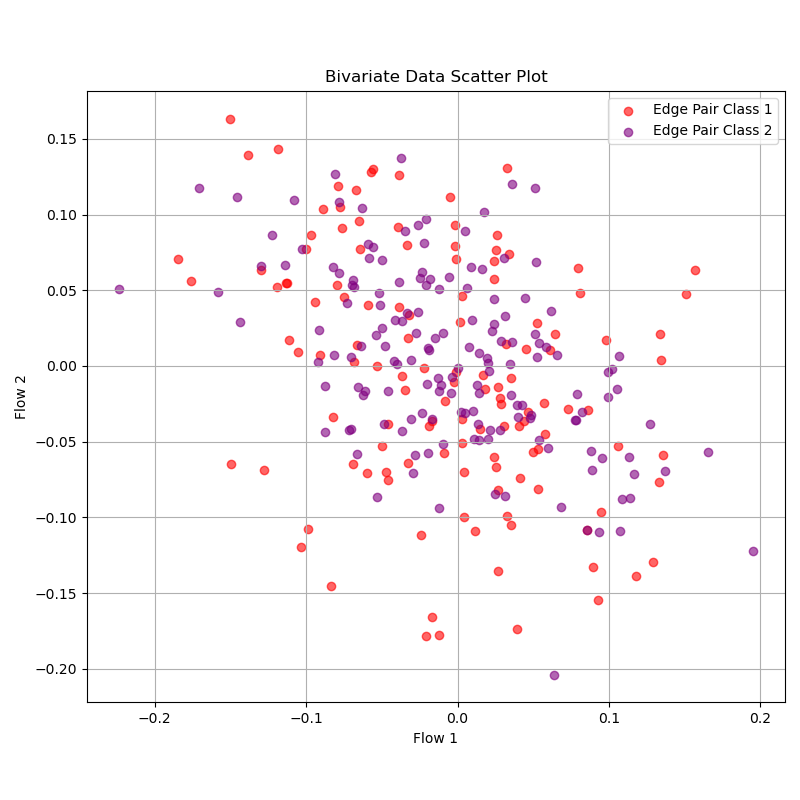 Bivariate Data Scatter Plot
Edge Pair Class 1
Edge Pair Class 2
0.15
0.10
0.05
0.00
−0.05
−0.10
−0.15
−0.20
Flow 2
−0.2
−0.1
0.0
0.1
0.2
Flow 1